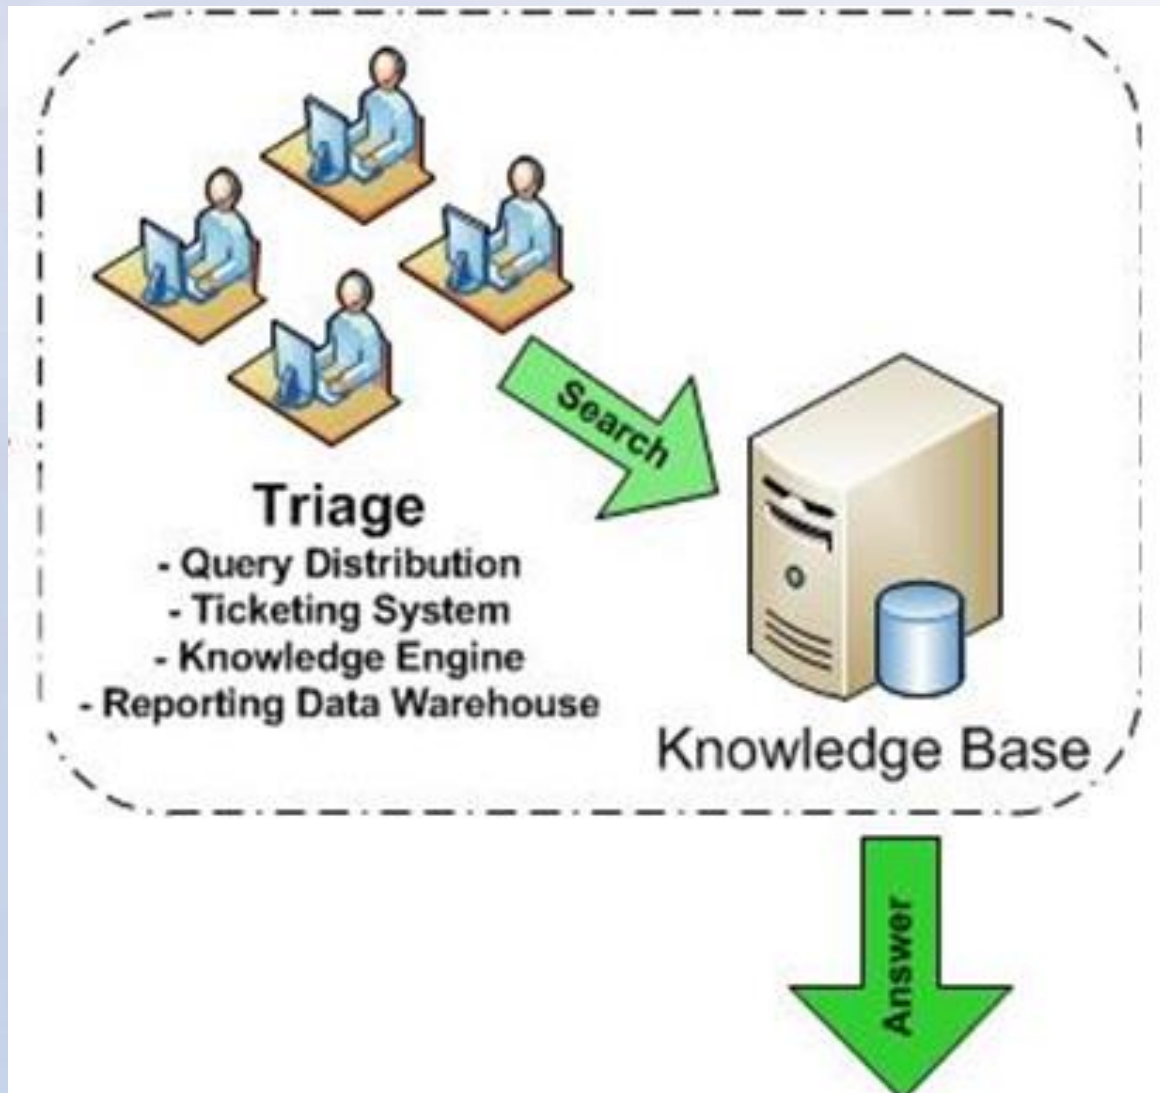 Search
Triage
- Query Distribution
- Ticketing System
- Knowledge Engine
- Reporting Data Warehouse
Knowledge Base
Answer